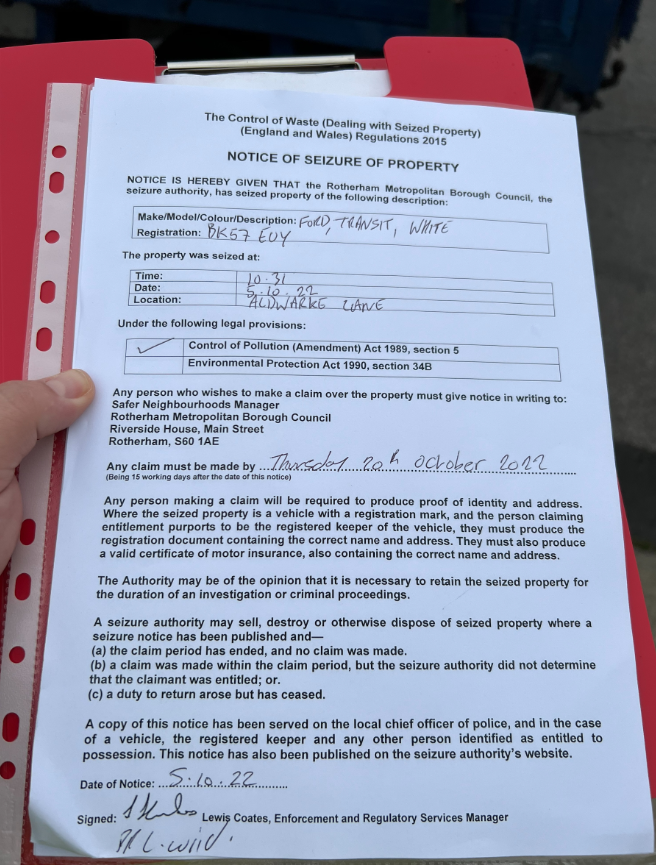 The Control of Waste (Dealing with Seized Property)
(England and Wales) Regulations 2015
NOTICE OF SEIZURE OF PROPERTY
NOTICE IS HEREBY GIVEN THAT the Rotherham Metropolitan Borough Council, the
seizure authority, has seized property of the following description:
Make/Model/Colour/Description: FORD, TRANSIT, WHITE
Registration: BK57 EUY
The property was seized at:
Time: 10.31
Date: 5.10.22
Location: ALDWARKE LANE
Under the following legal provisions:
Control of Pollution (Amendment) Act 1989, section 5
Environmental Protection Act 1990, section 34B
Any person who wishes to make a claim over the property must give notice in writing to:
Safer Neighbourhoods Manager
Rotherham Metropolitan Borough Council
Riverside House, Main Street
Rotherham, S60 1AE
Any claim must be made by ...Thursday 20th October 2022
(Being 15 working days after the date of this notice)
Any person making a claim will be required to produce proof of identity and address.
Where the seized property is a vehicle with a registration mark, and the person claiming
entitlement purports to be the registered keeper of the vehicle, they must produce the
registration document containing the correct name and address. They must also produce
a valid certificate of motor insurance, also containing the correct name and address.
The Authority may be of the opinion that it is necessary to retain the seized property for
the duration of an investigation or criminal proceedings.
A seizure authority may sell, destroy or otherwise dispose of seized property where a
seizure notice has been published and—
(a) the claim period has ended, and no claim was made.
(b) a claim was made within the claim period, but the seizure authority did not determine
that the claimant was entitled; or.
(c) a duty to return arose but has ceased.
A copy of this notice has been served on the local chief officer of police, and in the case
of a vehicle, the registered keeper and any other person identified as entitled to
possession. This notice has also been published on the seizure authority's website.
Date of Notice: ...5.10.22...
Signed: Lewis Coates, Enforcement and Regulatory Services Manager